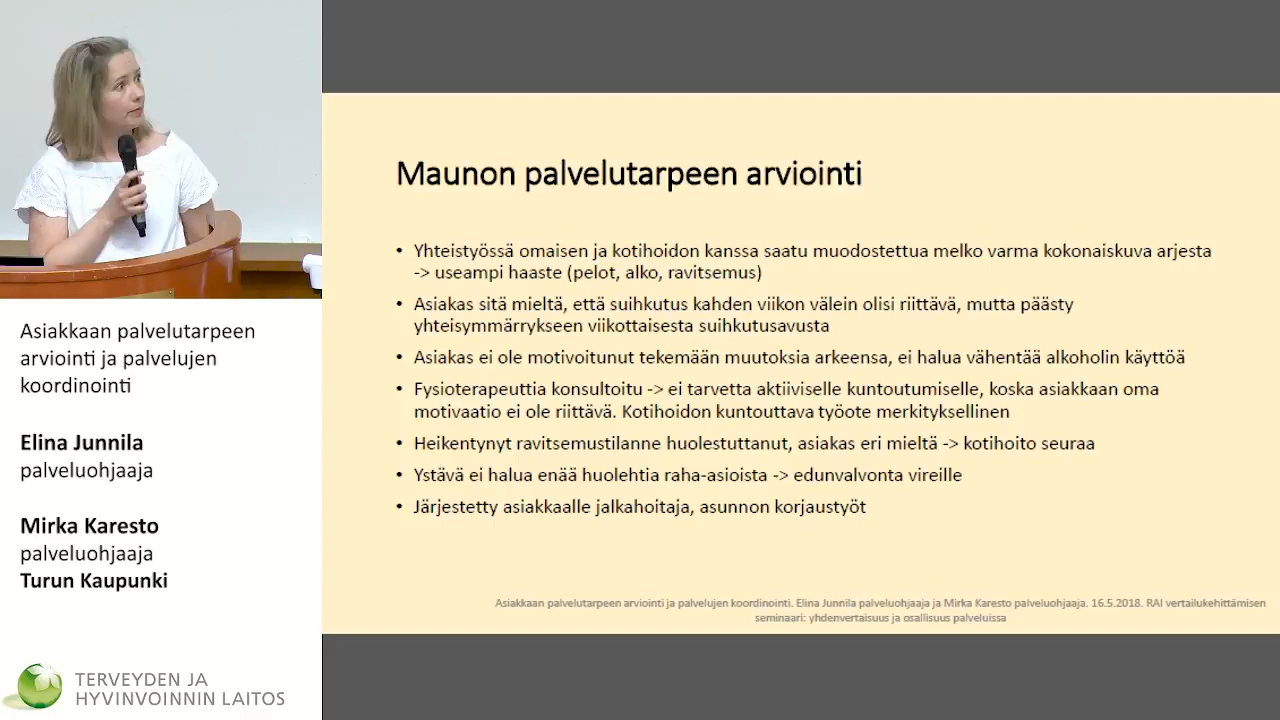 Asiakkaan palvelutarpeen
arviointi ja palvelujen
koordinointi
Elina Junnila
palveluohjaaja
Mirka Karesto
palveluohjaaja
Turun Kaupunki
TERVEYDEN JA
HYVINVOINNIN LAITOS
Maunon palvelutarpeen arviointi
• Yhteistyössä omaisen ja kotihoidon kanssa saatu muodostettua melko varma kokonaiskuva arjesta
-> useampi haaste (pelot, alko, ravitsemus)
• Asiakas sitä mieltä, että suihkutus kahden viikon välein olisi riittävä, mutta päästy
yhteisymmärrykseen viikottaisesta suihkutusavusta
• Asiakas ei ole motivoitunut tekemään muutoksia arkeensa, ei halua vähentää alkoholin käyttöä
• Fysioterapeuttia konsultoitu -> ei tarvetta aktiiviselle kuntoutumiselle, koska asiakkaan oma
motivaatio ei ole riittävä. Kotihoidon kuntouttava työote merkityksellinen
• Heikentynyt ravitsemustilanne huolestuttanut, asiakas eri mieltä -> kotihoito seuraa
• Ystävä ei halua enää huolehtia raha-asioista -> edunvalvonta vireille
• Järjestetty asiakkaalle jalkahoitaja, asunnon korjaustyöt
Asiakkaan palvelutarpeen arviointi ja palvelujen koordinointi. Elina Junnila palveluohjaaja ja Mirka Karesto palveluohjaaja. 16.5.2018. RAI vertailukehittämisen
seminaari: yhdenvertaisuus ja osallisuus palveluissa